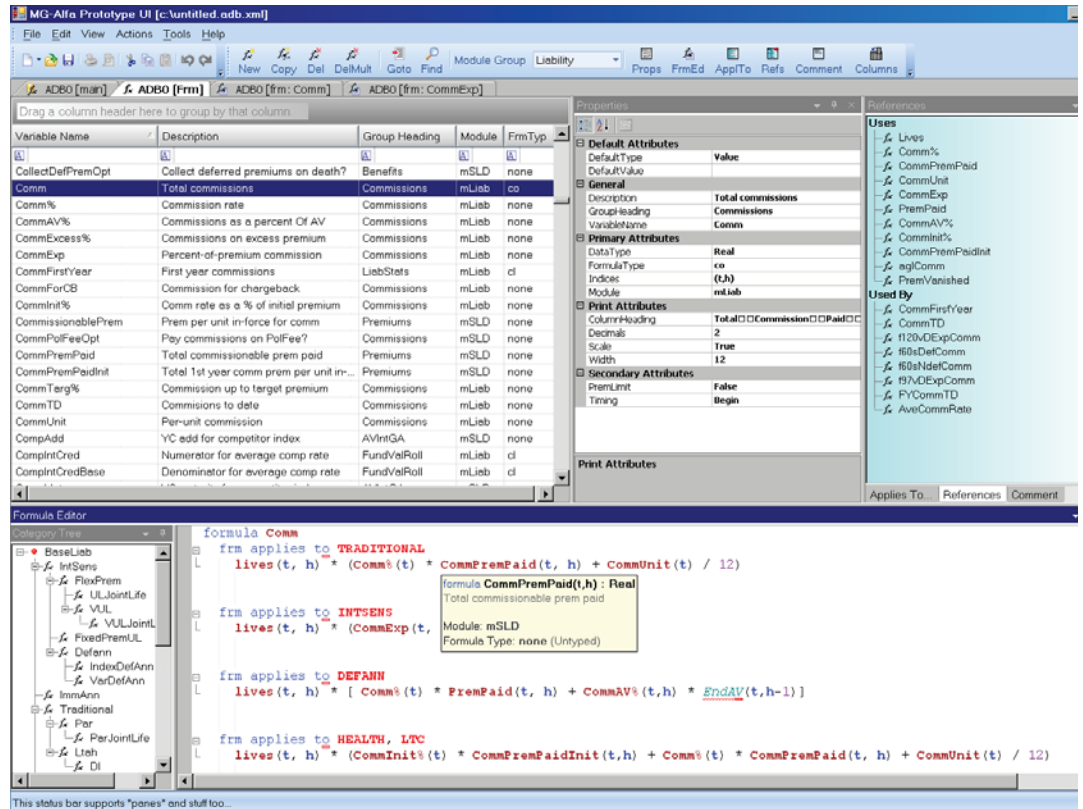 MG-Alfa Prototype UI [c:\untitled.adb.xml]
File Edit View Actions Tools Help
New Copy Del DelMult Goto Find Module Group Liability Props FrmEd ApplTo Refs Comment Columns
ADB0 [main] ADB0 [Frm] ADB0 [frm: Comm] ADB0 [frm: CommExp]
Drag a column header here to group by that column
Variable Name Description Group Heading Module FrmTyp
CollectDefPremOpt Collect deferred premiums on death? Benefits mSLD none
Comm Total commissions Commissions mLiab co
Comm% Commission rate Commissions mLiab none
CommAV% Commissions as a percent Of AV Commissions mLiab none
CommExcess% Commissions on excess premium Commissions mLiab none
CommExp Percent-of-premium commission Commissions mLiab none
CommFirstYear First year commissions LiabStats mLiab cl
CommForCB Commission for chargeback Commissions mLiab none
CommInit% Comm rate as a % of initial premium Commissions mLiab none
CommissionablePrem Prem per unit in-force for comm Premiums mSLD none
CommPolFeeOpt Pay commissions on PolFee? Commissions mLiab none
CommPremPaid Total commissionable prem paid Premiums mSLD none
CommPremPaidInit Total 1st year comm prem per unit in-... Premiums mSLD none
CommTarg% Commission up to target premium Commissions mLiab none
CommTD Commisions to date Commissions mLiab none
CommUnit Per-unit commission Commissions mLiab none
CompAdd YC add for competitor index AVIntGA mSLD none
CompIntCred Numerator for average comp rate FundValRoll mLiab cl
CompIntCredBase Denominator for average comp rate FundValRoll mLiab cl
Properties
Default Attributes
DefaultType Value
DefaultValue
General
Description Total commissions
GroupHeading Commissions
VariableName Comm
Primary Attributes
DataType Real
FormulaType co
Indices (t,h)
Module mLiab
Print Attributes
ColumnHeading Total□□Commission□□Paid□□
Decimals 2
Scale True
Width 12
Secondary Attributes
PremLimit False
Timing Begin
Print Attributes
References
Uses
Lives
Comm%
CommPremPaid
CommUnit
CommExp
PremPaid
CommAV%
CommInit%
CommPremPaidInit
aglComm
PremVanished
Used By
CommFirstYear
CommTD
f120vDExpComm
f60sDefComm
f60sNdefComm
f97vDExpComm
FYCommTD
AveCommRate
Applies To... References Comment
Formula Editor
Category Tree
BaseLiab
IntSens
FlexPrem
ULJointLife
VUL
VULJointL
FixedPremUL
Defann
IndexDefAnn
VarDefAnn
ImmAnn
Traditional
Par
ParJointLife
Ltah
DI
formula Comm
frm applies to TRADITIONAL
lives(t, h) * (Comm%(t) * CommPremPaid(t, h) + CommUnit(t) / 12)
formula CommPremPaid(t,h) : Real
Total commissionable prem paid
Module: mSLD
Formula Type: none (Untyped)
frm applies to INTSENS
lives(t, h) * (CommExp(t,
frm applies to DEFANN
lives(t, h) * [ Comm%(t) * PremPaid(t, h) + CommAV%(t,h) * EndAV(t,h-1)]
frm applies to HEALTH, LTC
lives(t, h) * (CommInit%(t) * CommPremPaidInit(t,h) + Comm%(t) * CommPremPaid(t, h) + CommUnit(t) / 12)
This status bar supports "panes" and stuff too...